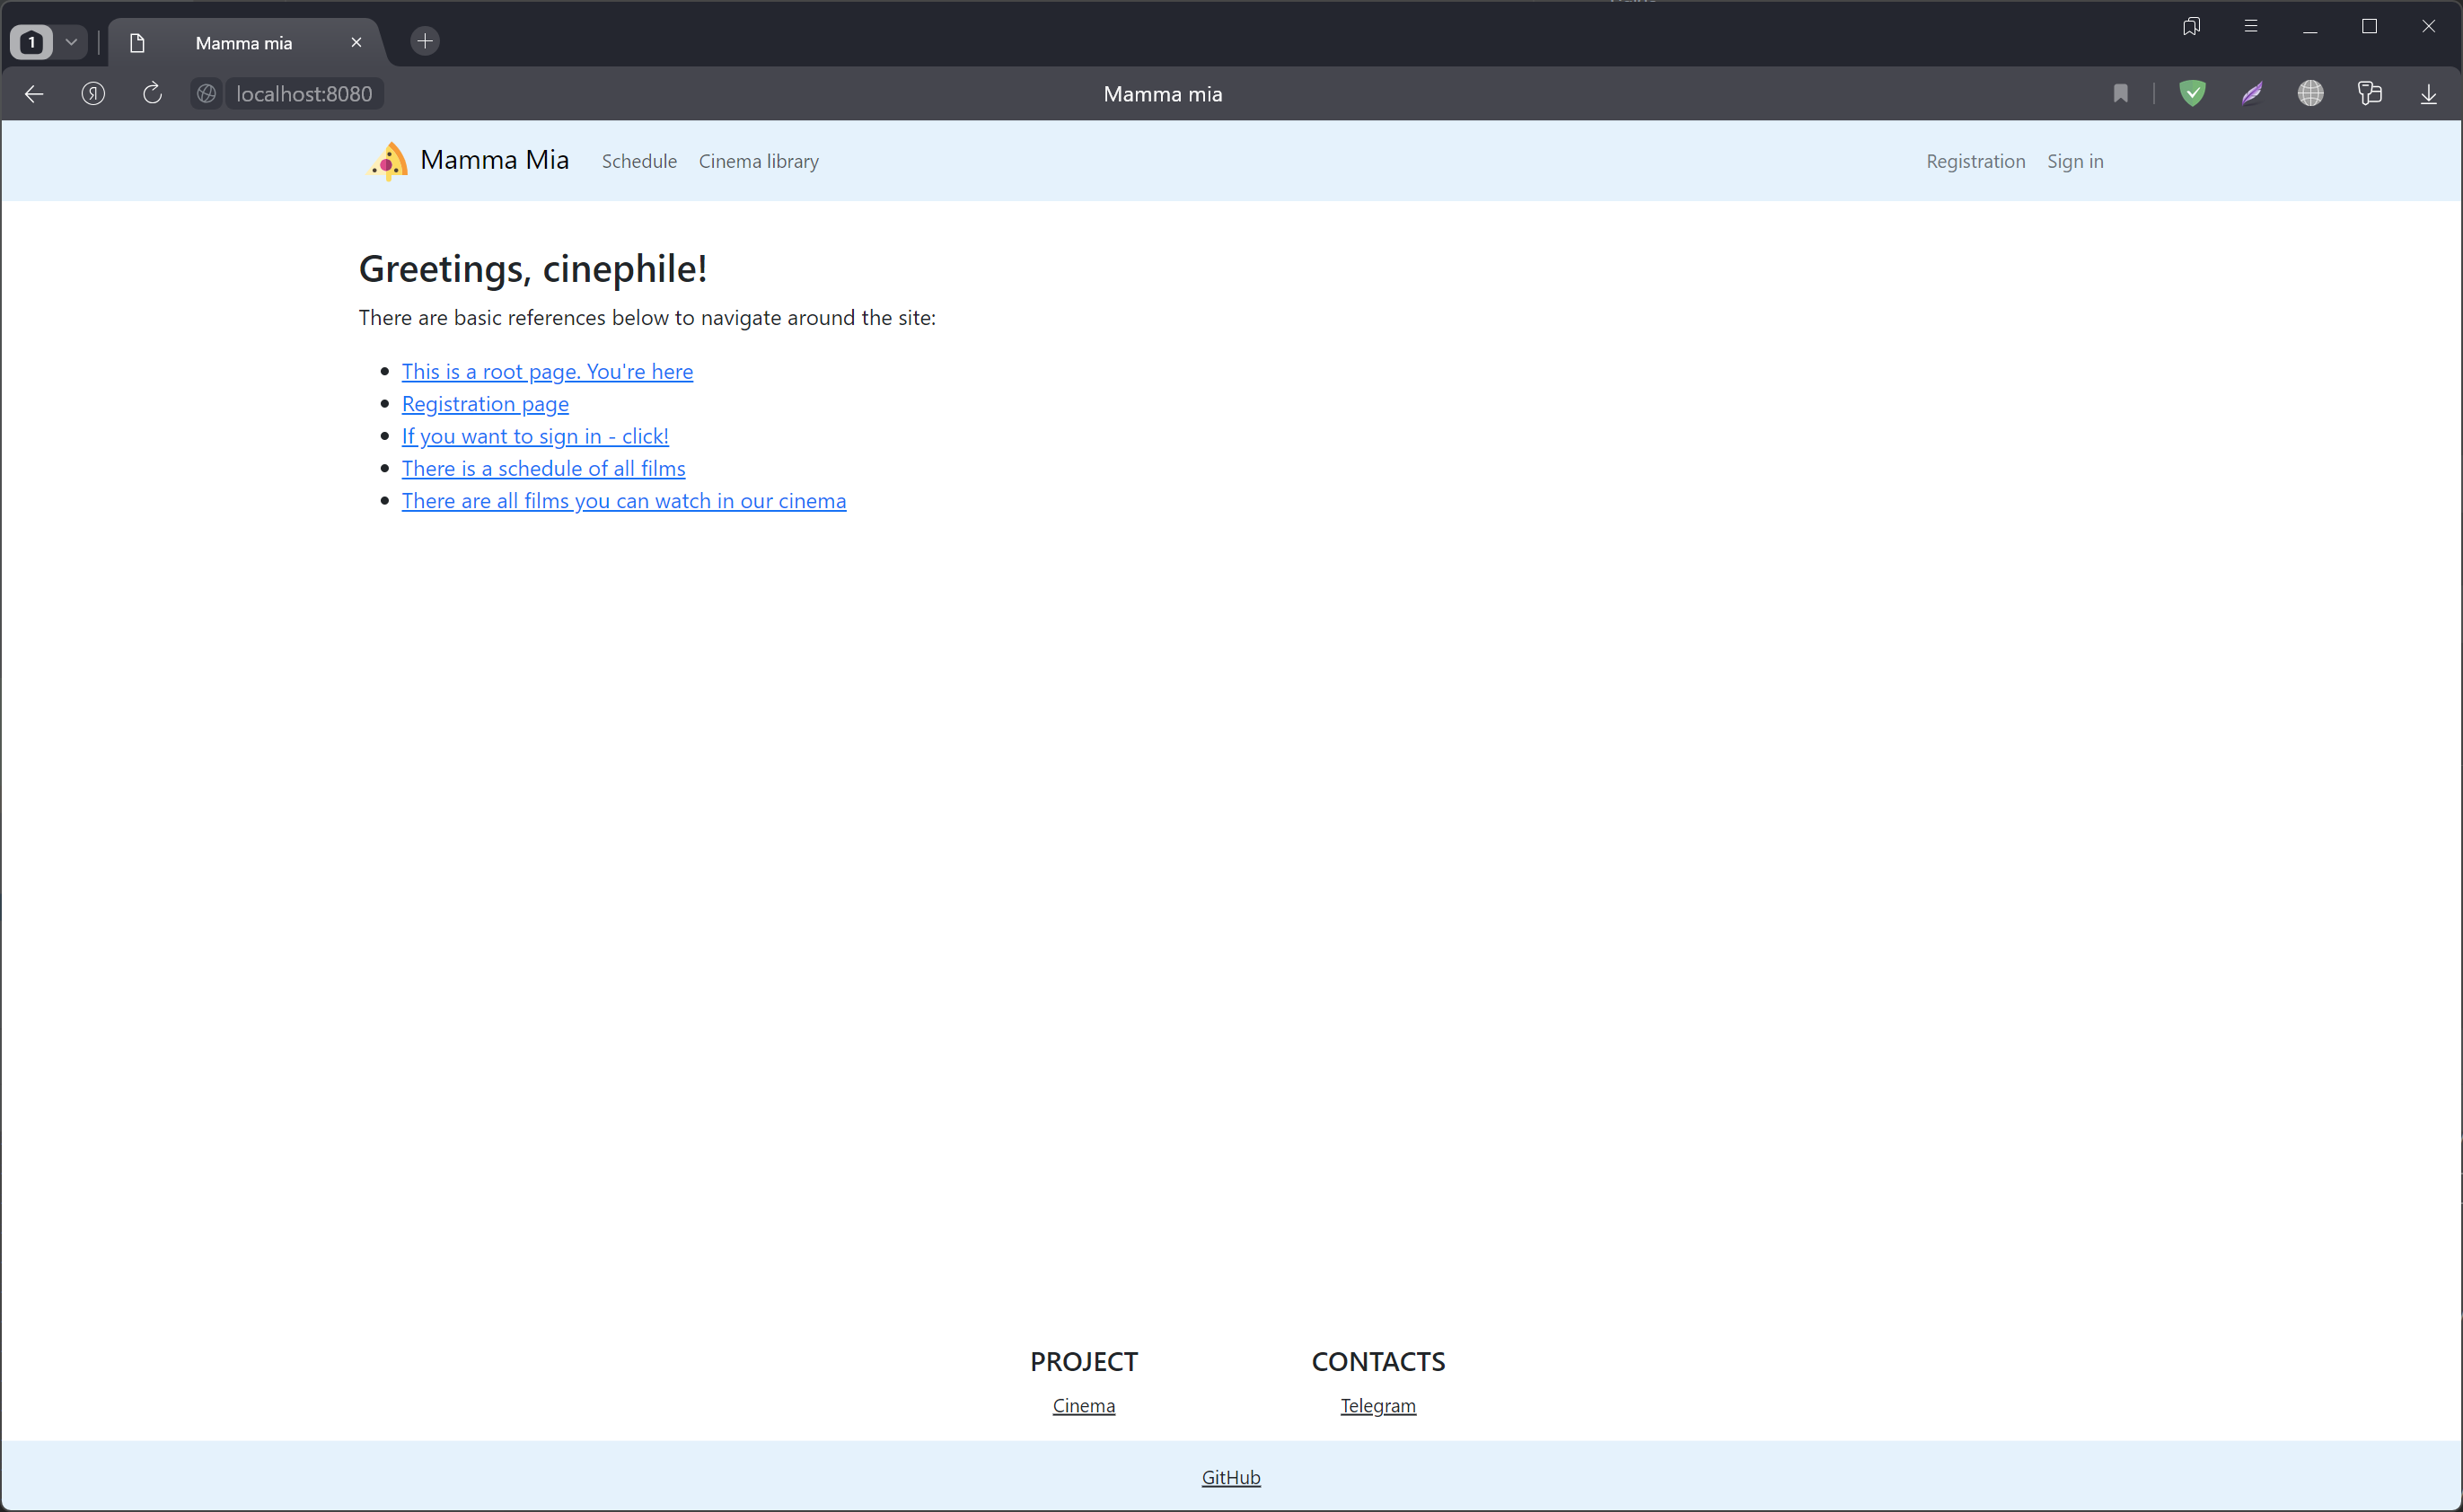 1
Mamma mia
Я
localhost:8080
Mamma mia
Mamma Mia
Schedule
Cinema library
Registration
Sign in
Greetings, cinephile!
There are basic references below to navigate around the site:
This is a root page. You're here
Registration page
If you want to sign in - click!
There is a schedule of all films
There are all films you can watch in our cinema
PROJECT
CONTACTS
Cinema
Telegram
GitHub